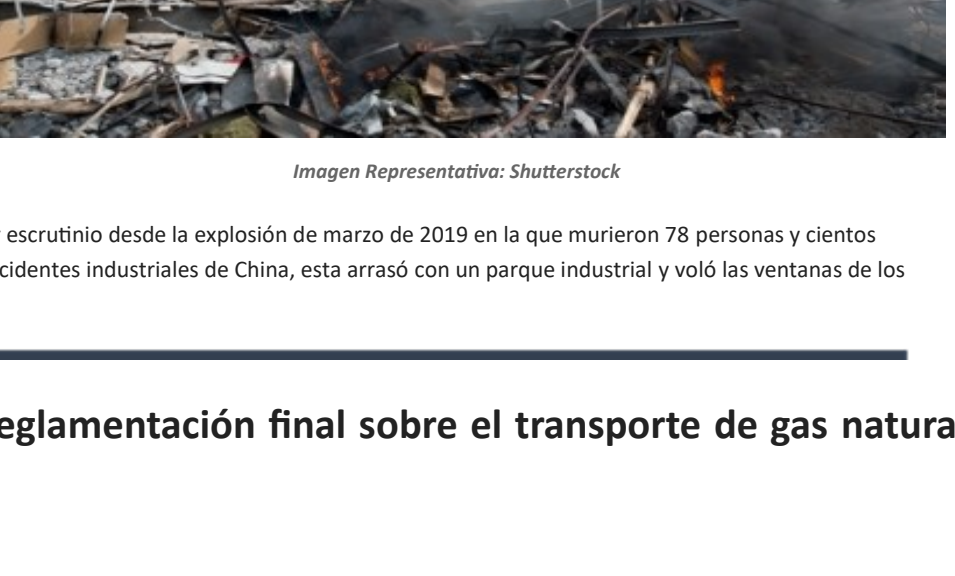 Imagen Representativa: Shutterstock
escrutinio desde la explosión de marzo de 2019 en la que murieron 78 personas y cientos
cidentes industriales de China, esta arrasó con un parque industrial y voló las ventanas de los
eglamentación final sobre el transporte de gas natura